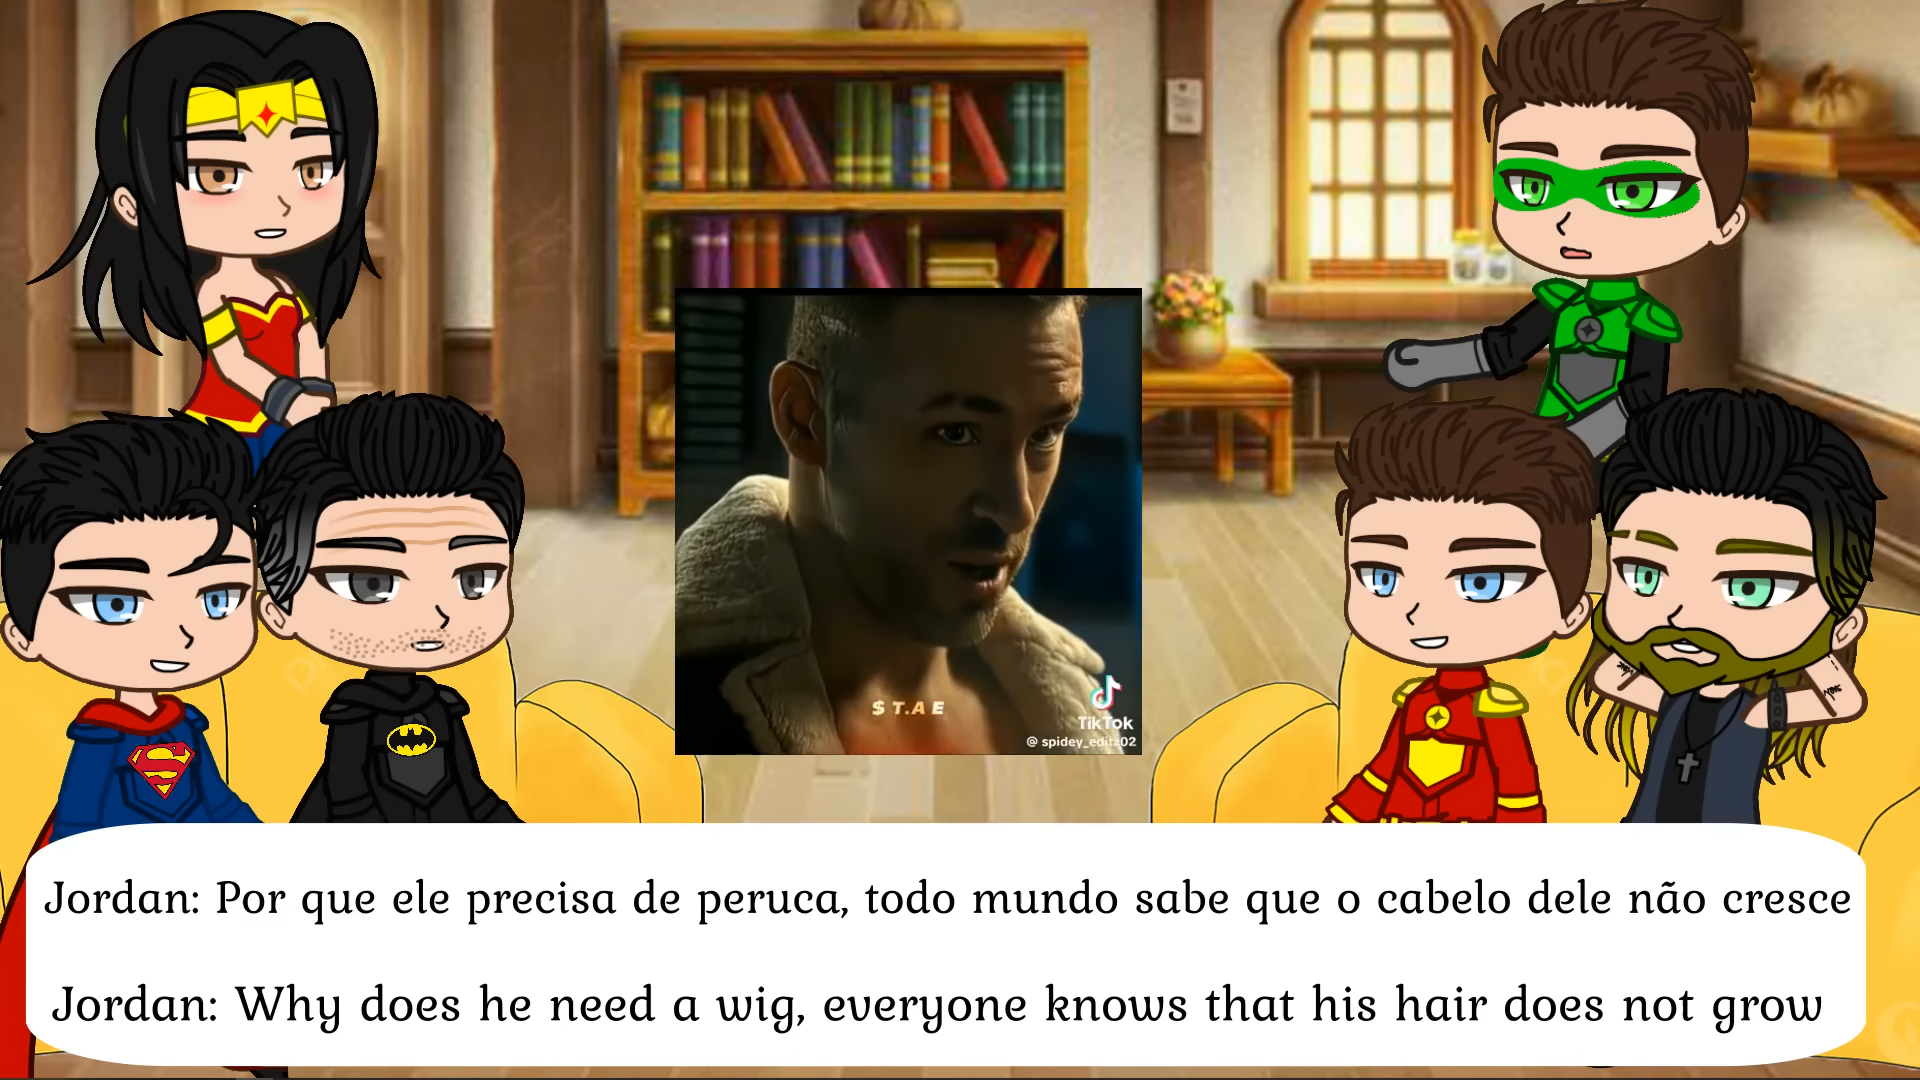 $ T.A E
TikTok
@ spidey_editz02
Jordan: Por que ele precisa de peruca, todo mundo sabe que o cabelo dele não cresce
Jordan: Why does he need a wig, everyone knows that his hair does not grow